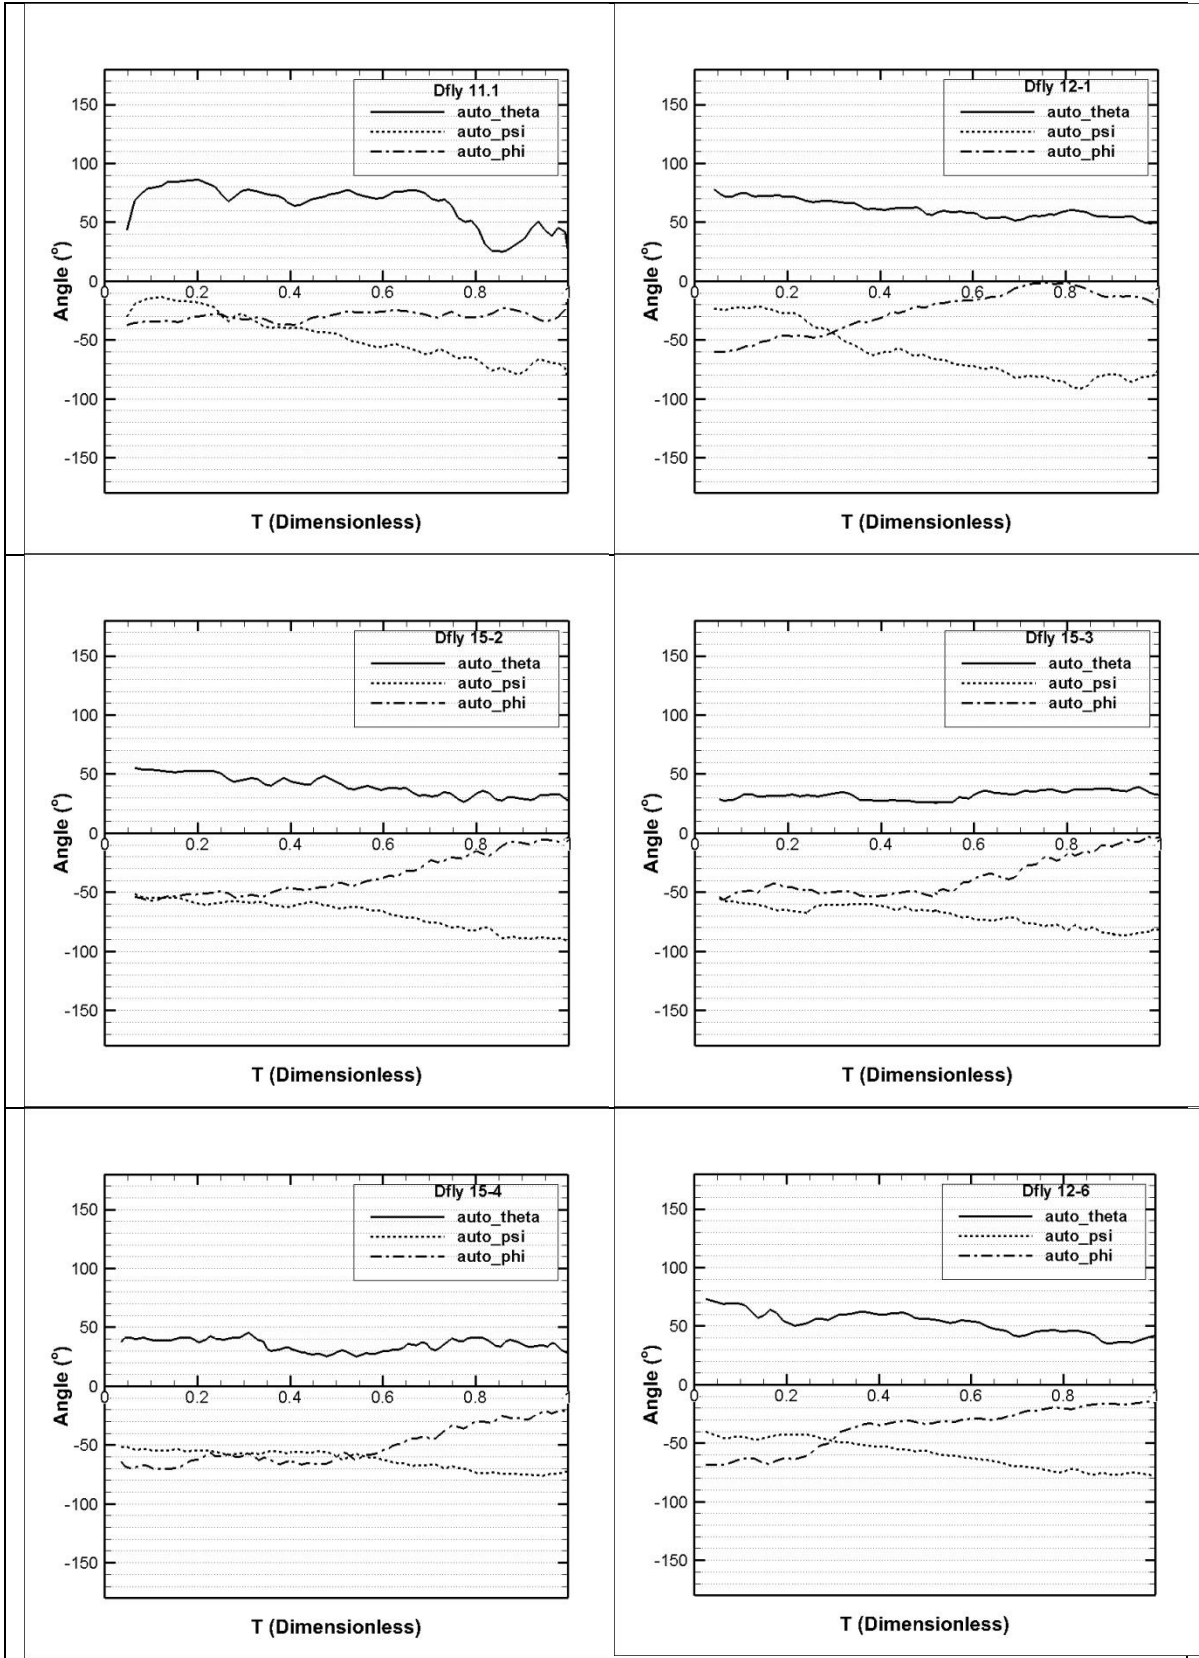 Dfly 11.1
auto_theta
auto_psi
auto_phi
150
100
50
0
-50
-100
-150
0 0.2 0.4 0.6 0.8 1
Angle (º)
T (Dimensionless)
Dfly 12-1
auto_theta
auto_psi
auto_phi
150
100
50
0
-50
-100
-150
0 0.2 0.4 0.6 0.8 1
Angle (º)
T (Dimensionless)
Dfly 15-2
auto_theta
auto_psi
auto_phi
150
100
50
0
-50
-100
-150
0 0.2 0.4 0.6 0.8 1
Angle (º)
T (Dimensionless)
Dfly 15-3
auto_theta
auto_psi
auto_phi
150
100
50
0
-50
-100
-150
0 0.2 0.4 0.6 0.8 1
Angle (º)
T (Dimensionless)
Dfly 15-4
auto_theta
auto_psi
auto_phi
150
100
50
0
-50
-100
-150
0 0.2 0.4 0.6 0.8 1
Angle (º)
T (Dimensionless)
Dfly 12-6
auto_theta
auto_psi
auto_phi
150
100
50
0
-50
-100
-150
0 0.2 0.4 0.6 0.8 1
Angle (º)
T (Dimensionless)